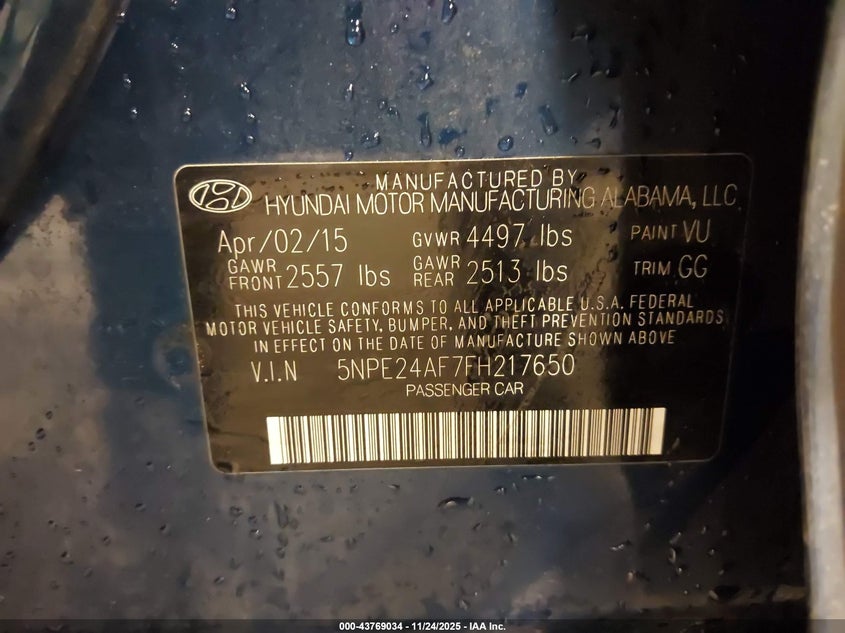 MANUFACTURED BY
HYUNDAI MOTOR MANUFACTURING ALABAMA, LLC
Apr/02/15 GVWR 4497 lbs PAINT VU
GAWR FRONT 2557 lbs GAWR REAR 2513 lbs TRIM GG
THIS VEHICLE CONFORMS TO ALL APPLICABLE U.S.A. FEDERAL
MOTOR VEHICLE SAFETY, BUMPER, AND THEFT PREVENTION STANDARDS
IN EFFECT ON THE DATE OF MANUFACTURE SHOWN ABOVE
V.I.N 5NPE24AF7FH217650
PASSENGER CAR
000-43769034 - 11/24/2025 - IAA Inc.